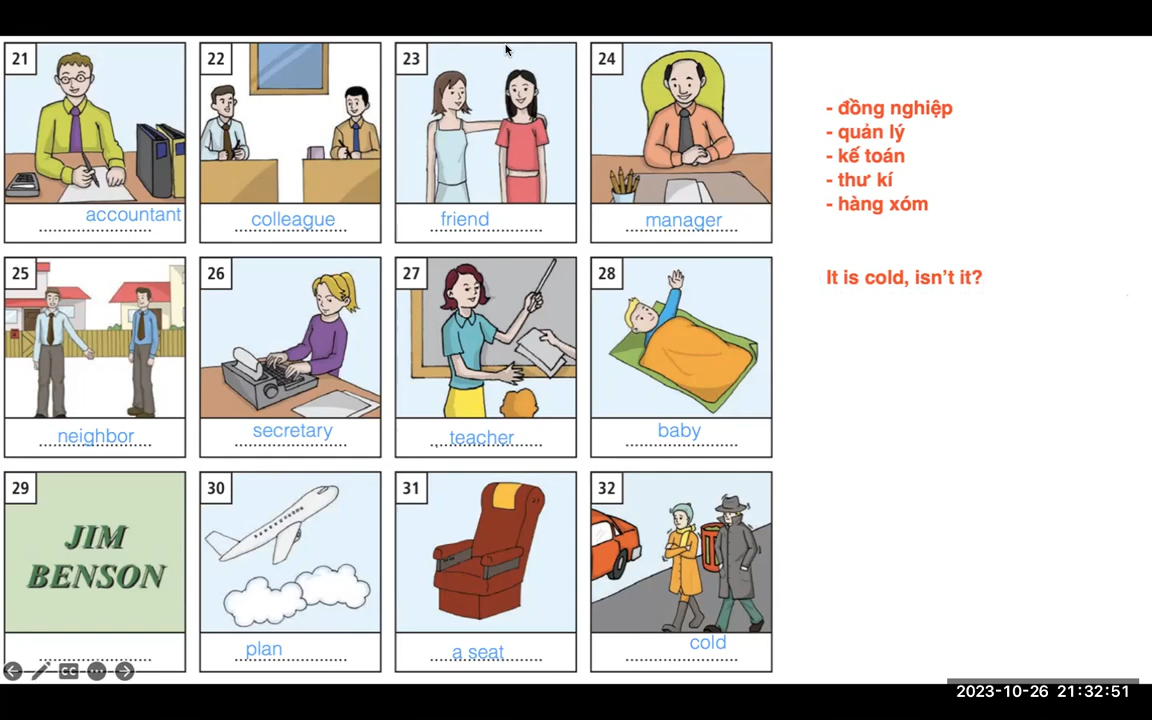 21
22
23
24
accountant
colleague
friend
manager
25
26
27
28
neighbor
secretary
teacher
baby
29
30
31
32
JIM
BENSON
plan
a seat
cold
- đồng nghiệp
- quản lý
- kế toán
- thư kí
- hàng xóm
It is cold, isn’t it?
CC
2023-10-26 21:32:51